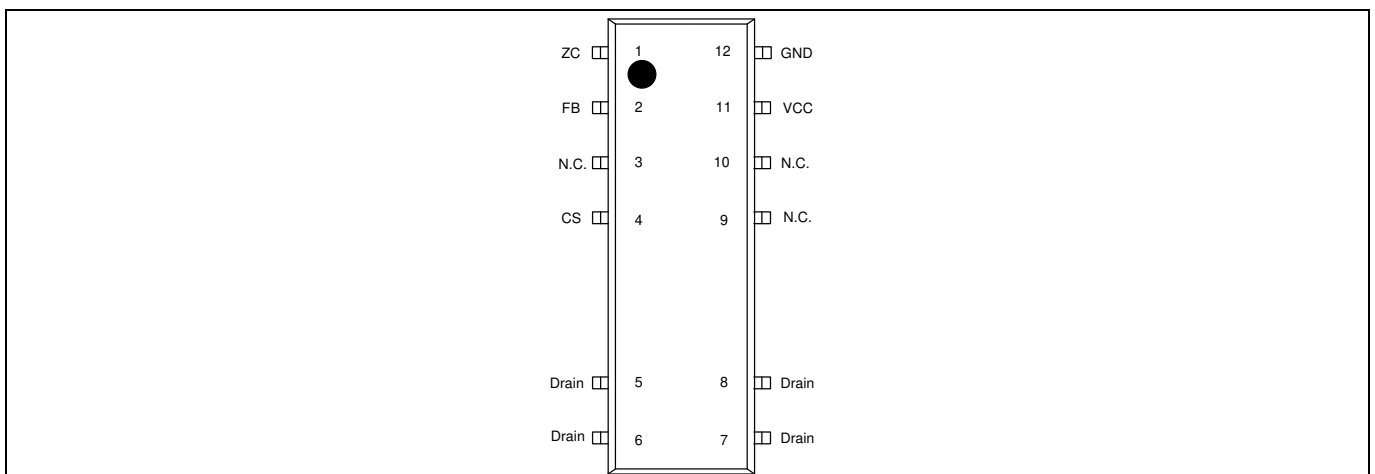 ZC 1 12 GND
FB 2 11 VCC
N.C. 3 10 N.C.
CS 4 9 N.C.
Drain 5 8 Drain
Drain 6 7 Drain